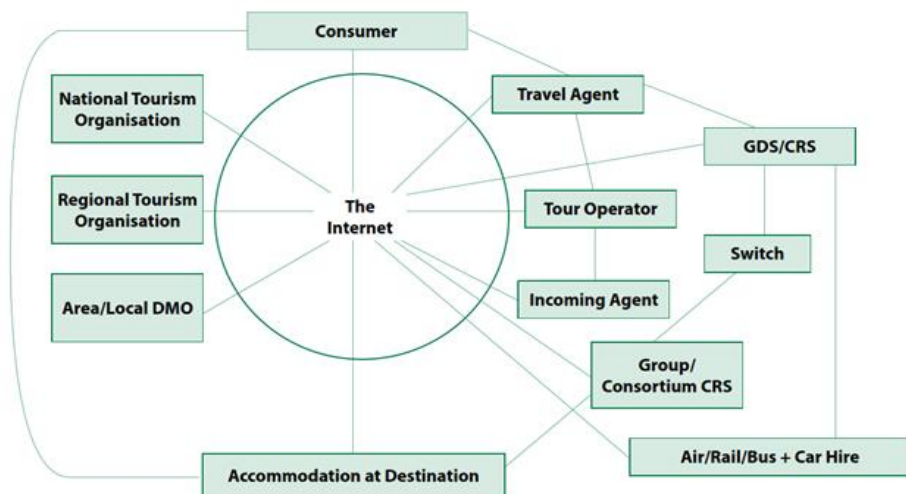 Consumer
National Tourism
Organisation
Travel Agent
GDS/CRS
Regional Tourism
Organisation
The
Internet
Tour Operator
Switch
Area/Local DMO
Incoming Agent
Group/
Consortium CRS
Accommodation at Destination
Air/Rail/Bus + Car Hire